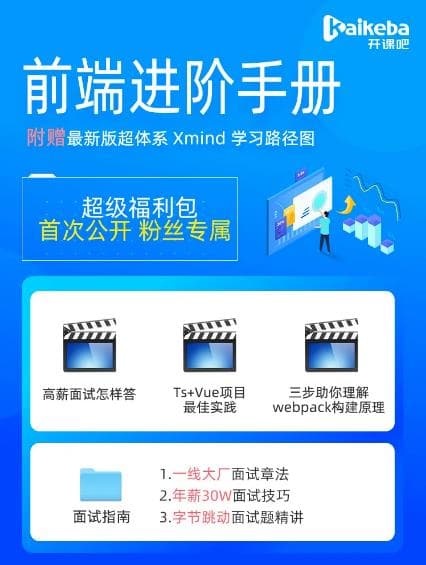 Kaikeba
开课吧
前端进阶手册
附赠最新版超体系 Xmind 学习路径图
超级福利包
首次公开 粉丝专属
高薪面试怎样答
Ts+Vue项目
最佳实践
三步助你理解
webpack构建原理
面试指南
1.一线大厂面试章法
2.年薪30W面试技巧
3.字节跳动面试题精讲